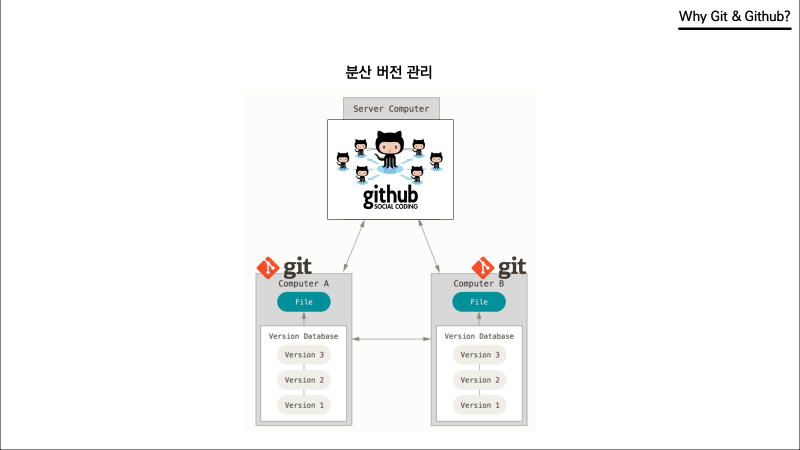 Why Git & Github?
분산 버전 관리
Server Computer
github
SOCIAL CODING
git
git
Computer A
Computer B
File
File
Version Database
Version Database
Version 3
Version 3
Version 2
Version 2
Version 1
Version 1